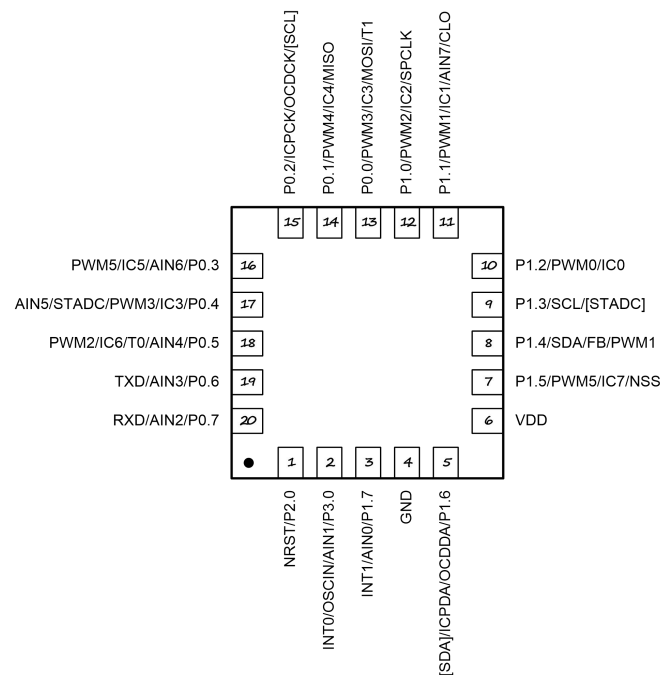 P0.2/ICPCK/OCDCK/[SCL]
P0.1/PWM4/IC4/MISO
P0.0/PWM3/IC3/MOSI/T1
P1.0/PWM2/IC2/SPCLK
P1.1/PWM1/IC1/AIN7/CLO
15 14 13 12 11
PWM5/IC5/AIN6/P0.3 16 10 P1.2/PWM0/IC0
AIN5/STADC/PWM3/IC3/P0.4 17 9 P1.3/SCL/[STADC]
PWM2/IC6/T0/AIN4/P0.5 18 8 P1.4/SDA/FB/PWM1
TXD/AIN3/P0.6 19 7 P1.5/PWM5/IC7/NSS
RXD/AIN2/P0.7 20 6 VDD
1 2 3 4 5
NRST/P2.0
INT0/OSCIN/AIN1/P3.0
INT1/AIN0/P1.7
GND
[SDA]/ICPDA/OCDDA/P1.6